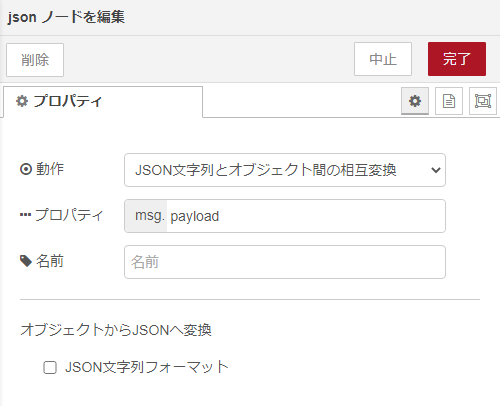 json ノードを編集
削除 中止 完了
プロパティ
動作 JSON文字列とオブジェクト間の相互変換
プロパティ msg. payload
名前 名前
オブジェクトからJSONへ変換
JSON文字列フォーマット